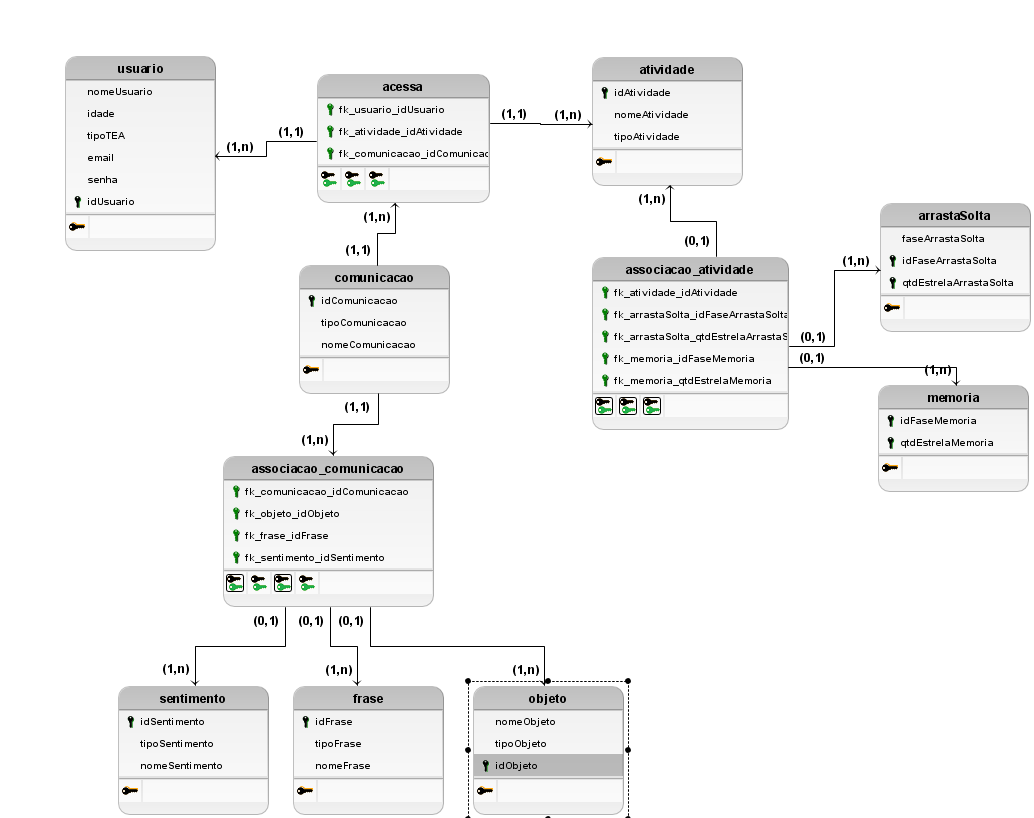 usuario
nomeUsuario
idade
tipoTEA
email
senha
idUsuario
(1,n)
(1,1)
acessa
fk_usuario_idUsuario
fk_atividade_idAtividade
fk_comunicacao_idComunicac
(1,1)
(1,n)
atividade
idAtividade
nomeAtividade
tipoAtividade
(1,n)
(0,1)
(1,n)
(1,1)
comunicacao
idComunicacao
tipoComunicacao
nomeComunicacao
(1,1)
(1,n)
associacao_atividade
fk_atividade_idAtividade
fk_arrastaSolta_idFaseArrastaSolta
fk_arrastaSolta_qtdEstrelaArrastaS
fk_memoria_idFaseMemoria
fk_memoria_qtdEstrelaMemoria
(1,n)
(0,1)
(0,1)
(1,n)
arrastaSolta
faseArrastaSolta
idFaseArrastaSolta
qtdEstrelaArrastaSolta
memoria
idFaseMemoria
qtdEstrelaMemoria
associacao_comunicacao
fk_comunicacao_idComunicacao
fk_objeto_idObjeto
fk_frase_idFrase
fk_sentimento_idSentimento
(0,1)
(0,1)
(0,1)
(1,n)
(1,n)
(1,n)
sentimento
idSentimento
tipoSentimento
nomeSentimento
frase
idFrase
tipoFrase
nomeFrase
objeto
nomeObjeto
tipoObjeto
idObjeto